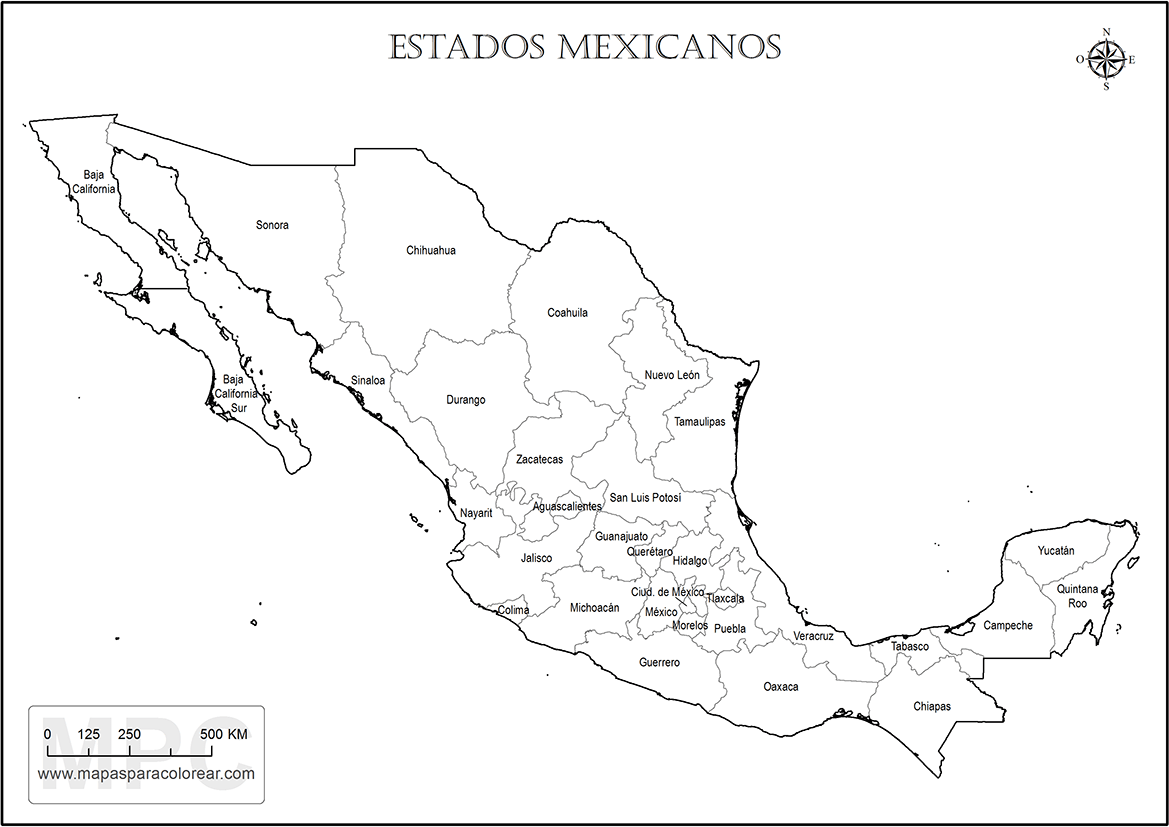 ESTADOS MEXICANOS
N
O
E
S
Baja
California
Sonora
Chihuahua
Coahuila
Nuevo León
Sinaloa
Baja
California
Sur
Durango
Tamaulipas
Zacatecas
San Luis Potosí
Aguascalientes
Nayarit
Guanajuato
Querétaro
Hidalgo
Jalisco
Yucatán
Quintana
Roo
Ciud. de México
Tlaxcala
Colima
Michoacán
México
Morelos
Puebla
Veracruz
Campeche
Tabasco
Guerrero
Oaxaca
Chiapas
MPC
0 125 250 500 KM
www.mapasparacolorear.com